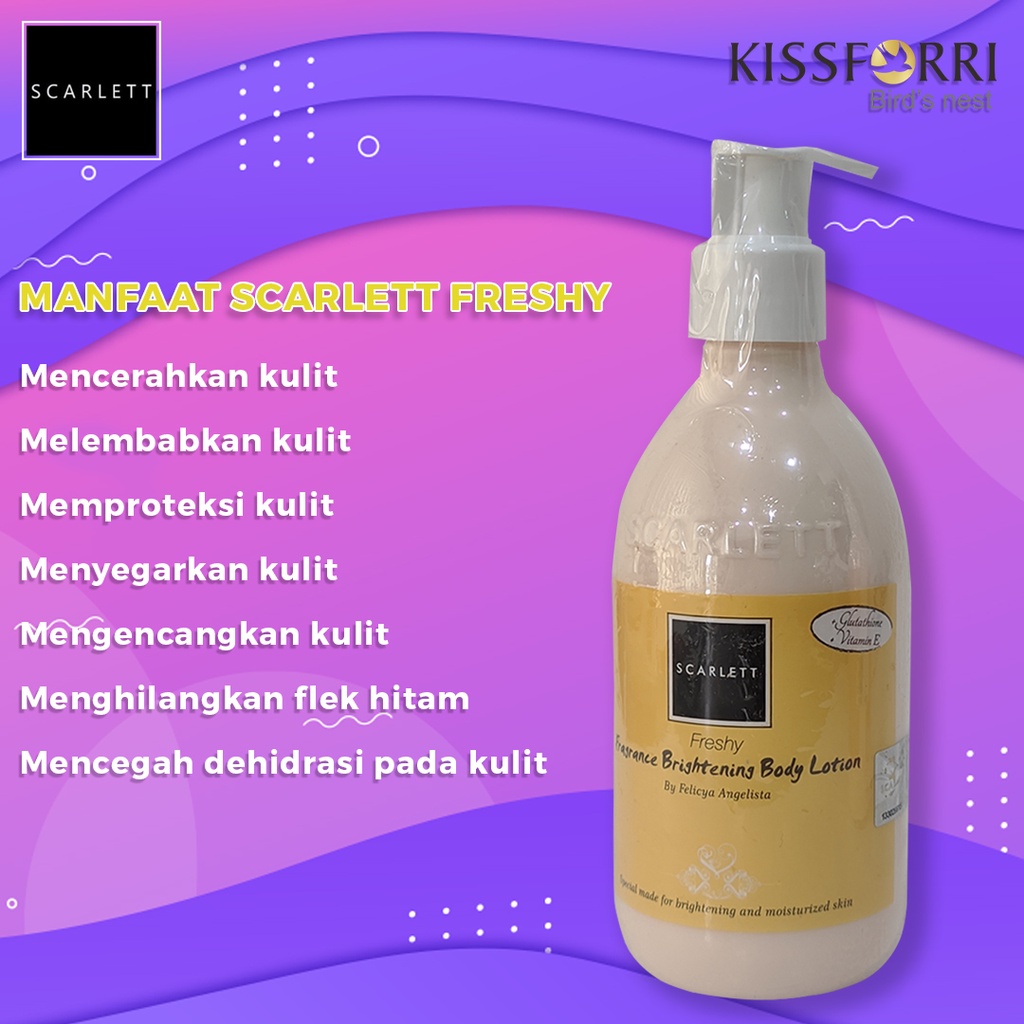 SCARLETT
KISSFORRI
Bird's nest
MANFAAT SCARLETT FRESHY
Mencerahkan kulit
Melembabkan kulit
Memproteksi kulit
Menyegarkan kulit
Mengencangkan kulit
Menghilangkan flek hitam
Mencegah dehidrasi pada kulit
SCARLETT
• Glutathione
• Vitamin E
SCARLETT
Freshy
Fragrance Brightening Body Lotion
By Felicya Angelista
Special made for brightening and moisturized skin